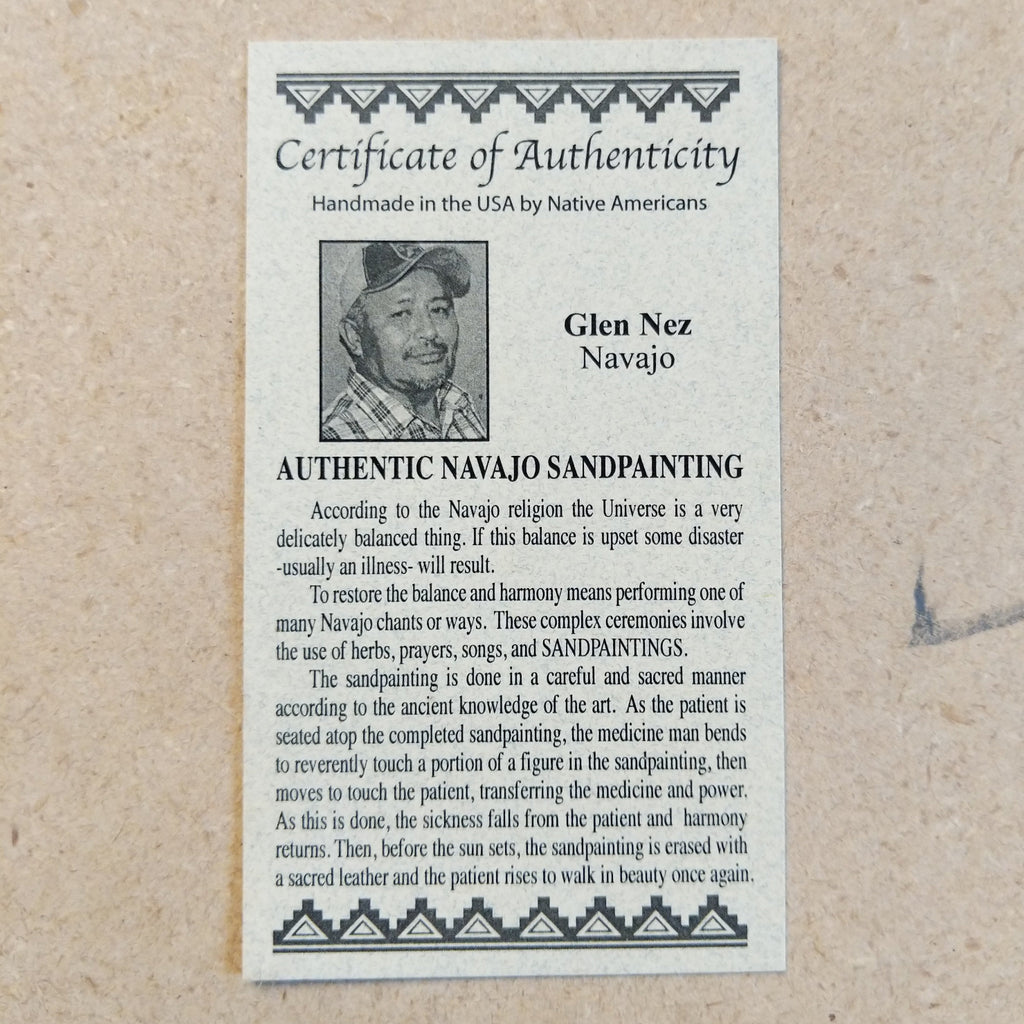 Certificate of Authenticity
Handmade in the USA by Native Americans
Glen Nez
Navajo
AUTHENTIC NAVAJO SANDPAINTING
According to the Navajo religion the Universe is a very
delicately balanced thing. If this balance is upset some disaster
-usually an illness- will result.
To restore the balance and harmony means performing one of
many Navajo chants or ways. These complex ceremonies involve
the use of herbs, prayers, songs, and SANDPAINTINGS.
The sandpainting is done in a careful and sacred manner
according to the ancient knowledge of the art. As the patient is
seated atop the completed sandpainting, the medicine man bends
to reverently touch a portion of a figure in the sandpainting, then
moves to touch the patient, transferring the medicine and power.
As this is done, the sickness falls from the patient and harmony
returns. Then, before the sun sets, the sandpainting is erased with
a sacred leather and the patient rises to walk in beauty once again.